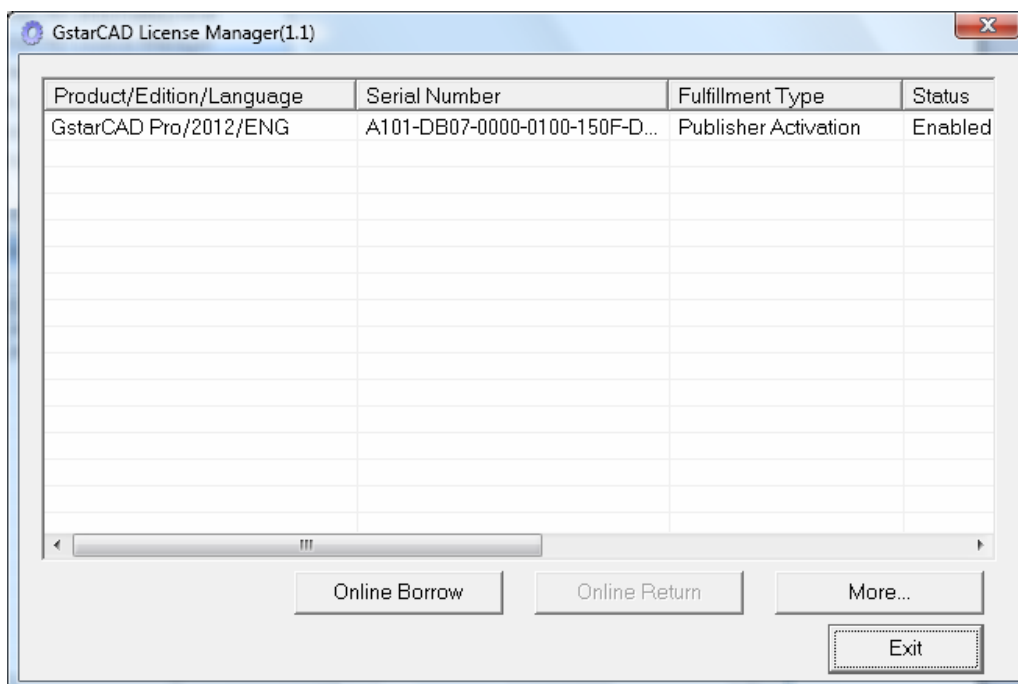 GstarCAD License Manager(1.1)
Product/Edition/Language Serial Number Fulfillment Type Status
GstarCAD Pro/2012/ENG A101-DB07-0000-0100-150F-D... Publisher Activation Enabled
Online Borrow Online Return More...
Exit